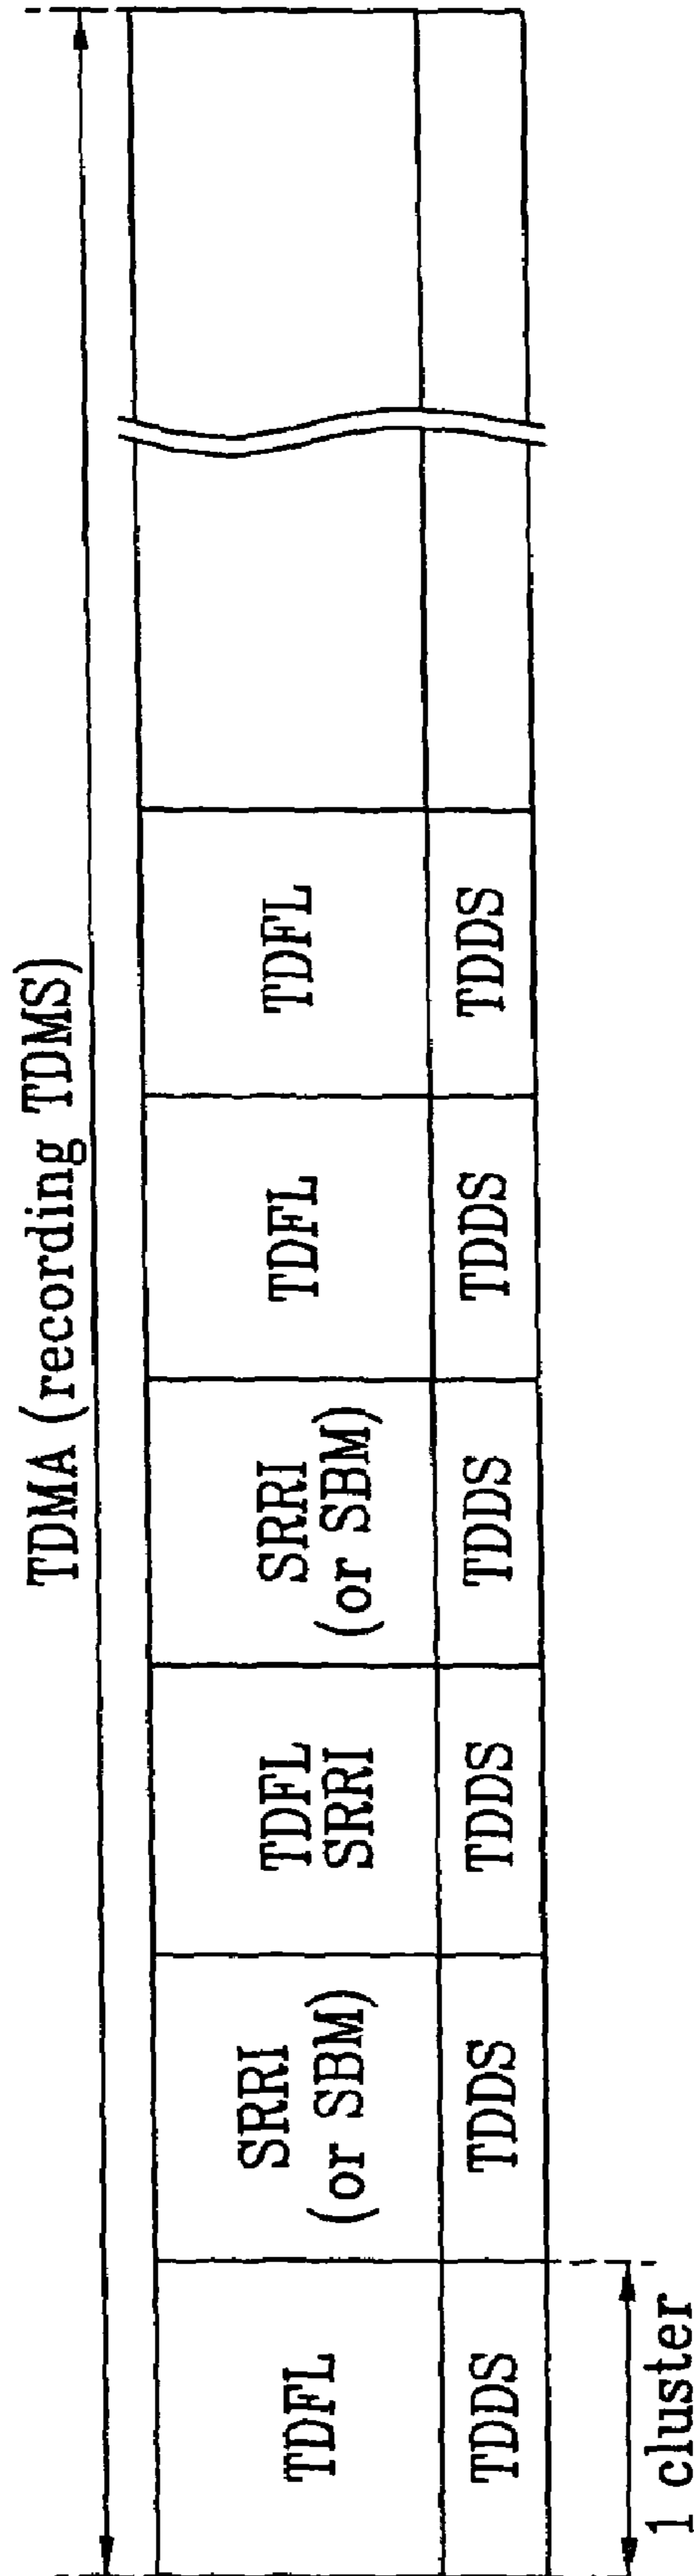 TDMA (recording TDMS)
TDFL
SRRI
(or SBM)
TDFL
SRRI
SRRI
(or SBM)
TDFL
TDFL
TDDS
TDDS
TDDS
TDDS
TDDS
TDDS
1 cluster